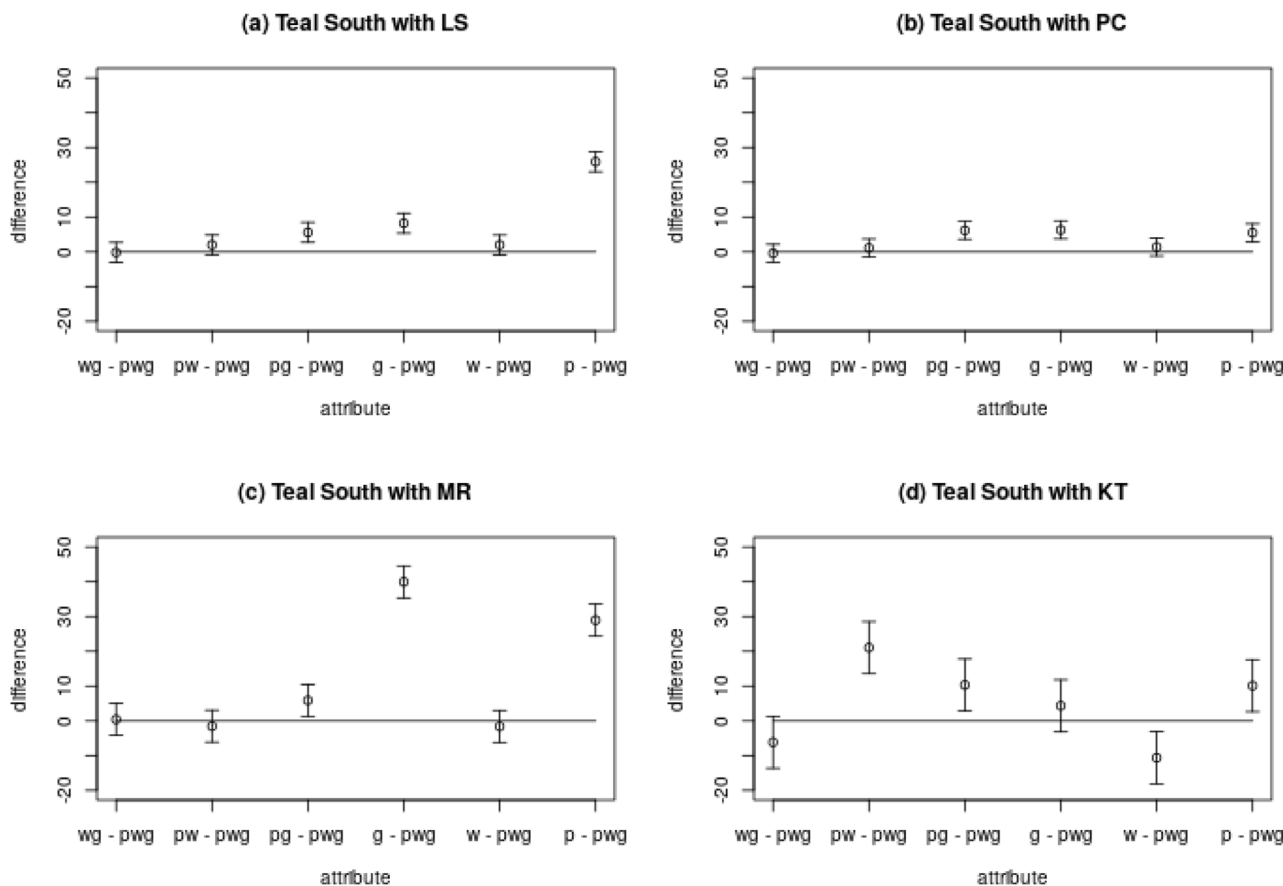 (a) Teal South with LS
difference
50
30
10
0
-20
wg - pwg pw - pwg pg - pwg g - pwg w - pwg p - pwg
attribute
(b) Teal South with PC
difference
50
30
10
0
-20
wg - pwg pw - pwg pg - pwg g - pwg w - pwg p - pwg
attribute
(c) Teal South with MR
difference
50
30
10
0
-20
wg - pwg pw - pwg pg - pwg g - pwg w - pwg p - pwg
attribute
(d) Teal South with KT
difference
50
30
10
0
-20
wg - pwg pw - pwg pg - pwg g - pwg w - pwg p - pwg
attribute